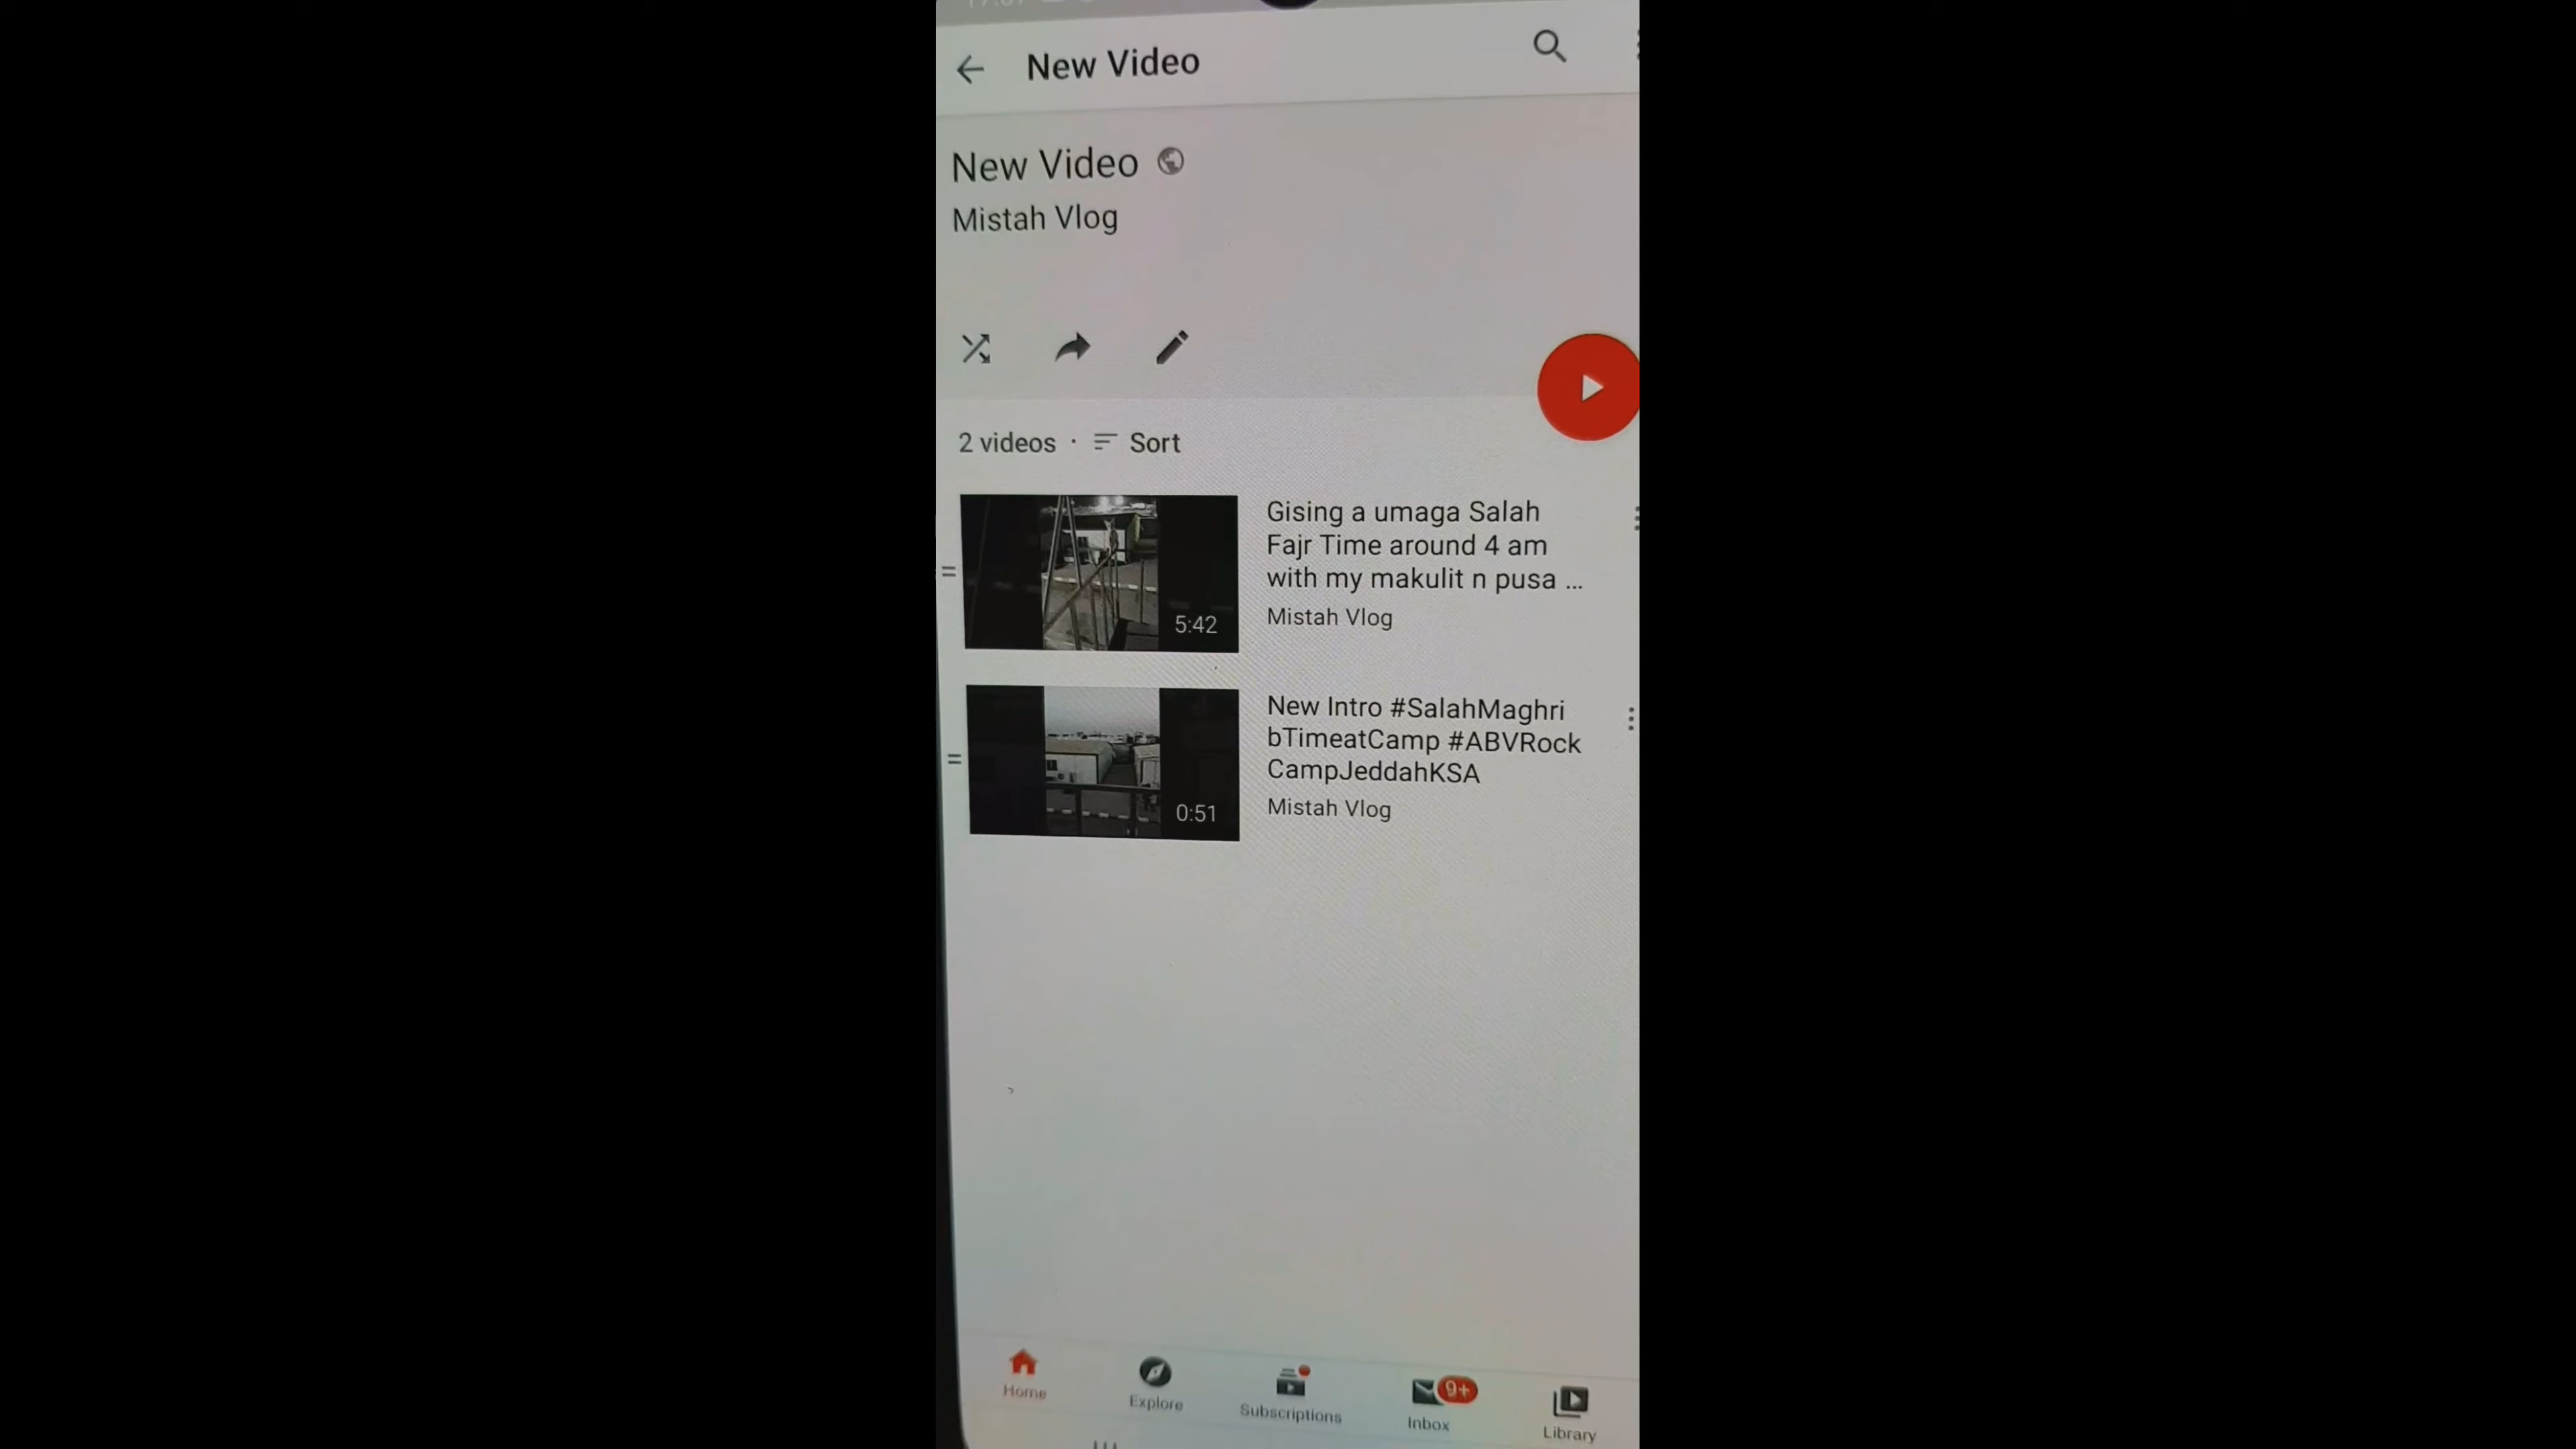 New Video
New Video
Mistah Vlog
2 videos · Sort
Gising a umaga Salah
Fajr Time around 4 am
with my makulit n pusa ...
Mistah Vlog
5:42
New Intro #SalahMaghri
bTimeatCamp #ABVRock
CampJeddahKSA
Mistah Vlog
0:51
Home
Explore
Subscriptions
9+
Inbox
Library